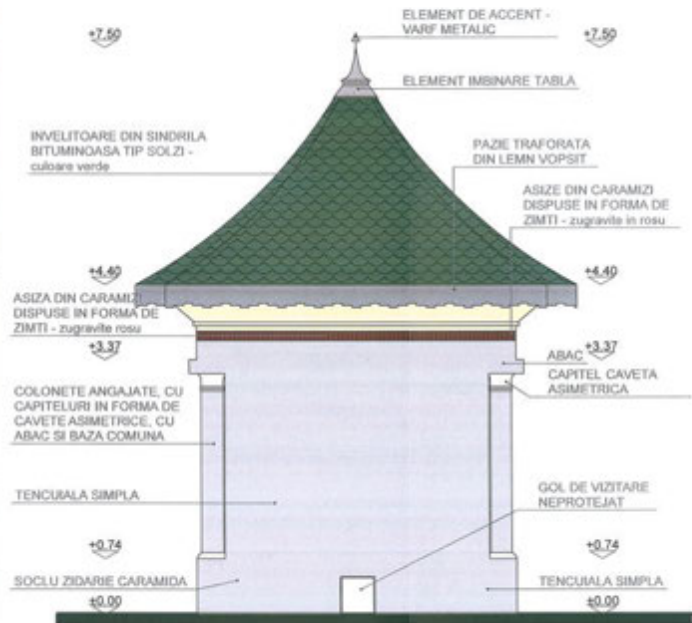 ELEMENT DE ACCENT -
VARF METALIC
+7.50
+7.50
ELEMENT IMBINARE TABLA
INVELITOARE DIN SINDRILA
BITUMINOASA TIP SOLZI -
culoare verde
PAZIE TRAFORATA
DIN LEMN VOPSIT
ASIZE DIN CARAMIZI
DISPUSE IN FORMA DE
ZIMTI - zugravite in rosu
+4.40
+4.40
ASIZA DIN CARAMIZI
DISPUSE IN FORMA DE
ZIMTI - zugravite rosu
+3.37
+3.37
ABAC
CAPITEL CAVETA
ASIMETRICA
COLONETE ANGAJATE, CU
CAPITELURI IN FORMA DE
CAVETE ASIMETRICE, CU
ABAC SI BAZA COMUNA
TENCUIALA SIMPLA
GOL DE VIZITARE
NEPROTEJAT
+0.74
+0.74
SOCLU ZIDARIE CARAMIDA
TENCUIALA SIMPLA
±0.00
±0.00